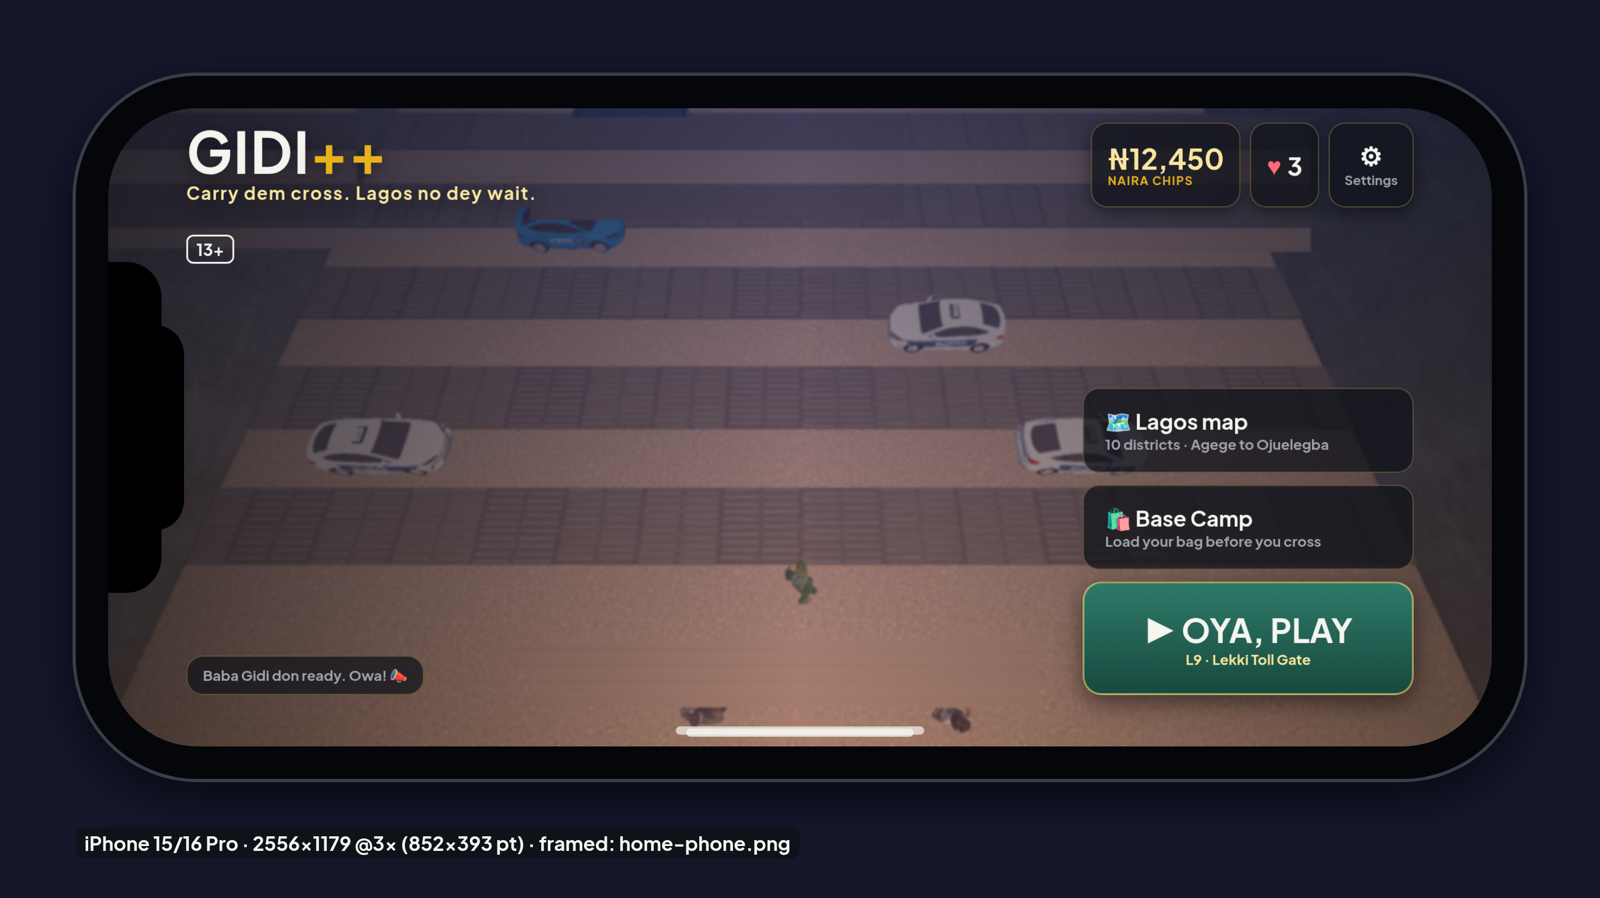 GIDI++
Carry dem cross. Lagos no dey wait.
13+
₦12,450
NAIRA CHIPS
♥ 3
⚙
Settings
🗺️ Lagos map
10 districts · Agege to Ojuelegba
🛍️ Base Camp
Load your bag before you cross
▶ OYA, PLAY
L9 · Lekki Toll Gate
Baba Gidi don ready. Owa! 📣
iPhone 15/16 Pro · 2556×1179 @3× (852×393 pt) · framed: home-phone.png